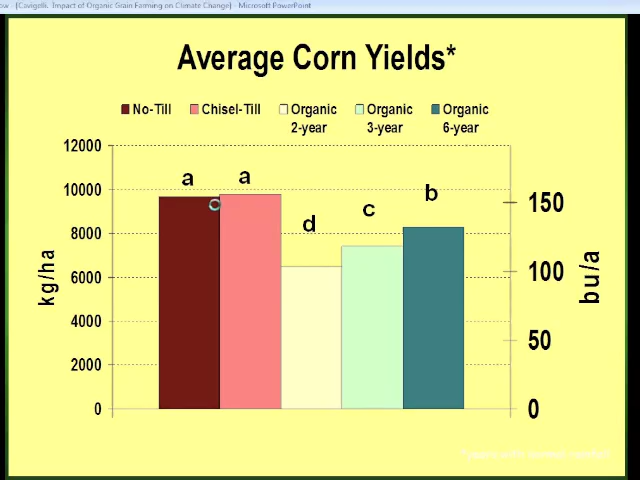 ow - [Cavigelli. Impact of Organic Grain Farming on Climate Change] - Microsoft PowerPoint
Average Corn Yields*
No-Till Chisel-Till Organic 2-year Organic 3-year Organic 6-year
12000
10000
8000
6000
4000
2000
0
kg/ha
a
a
d
c
b
150
100
50
0
bu/a